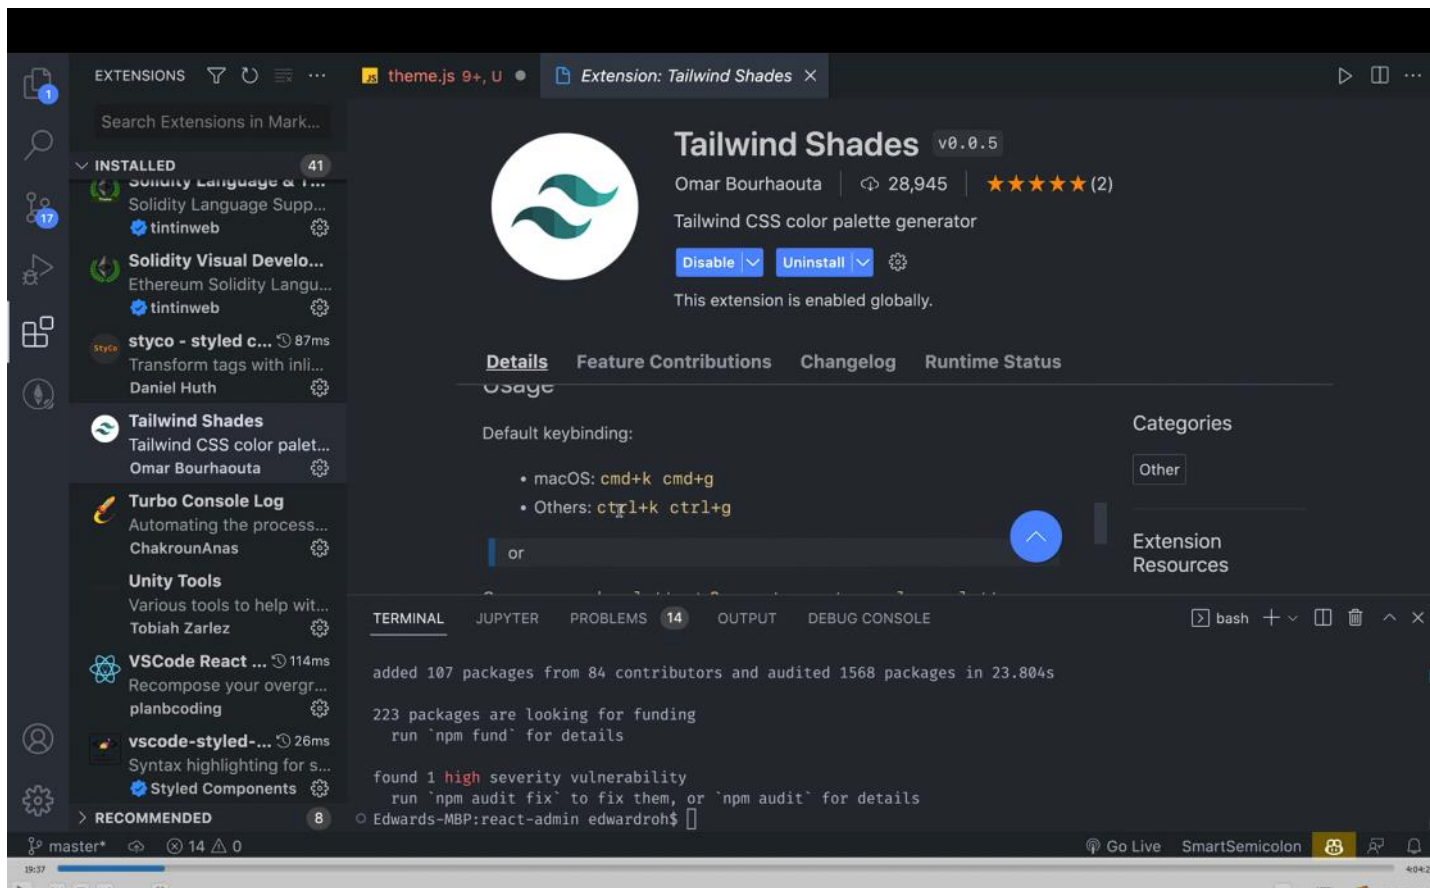 EXTENSIONS
Search Extensions in Mark...
INSTALLED 41
Solidity Language & T...
Solidity Language Supp...
tintinweb
Solidity Visual Develo...
Ethereum Solidity Langu...
tintinweb
styco - styled c... 87ms
Transform tags with inli...
Daniel Huth
Tailwind Shades
Tailwind CSS color palet...
Omar Bourhaouta
Turbo Console Log
Automating the process...
ChakrounAnas
Unity Tools
Various tools to help wit...
Tobiah Zarlez
VSCode React ... 114ms
Recompose your overgr...
planbcoding
vscode-styled-... 26ms
Syntax highlighting for s...
Styled Components
RECOMMENDED 8
1
17
JS theme.js 9+, U
Extension: Tailwind Shades
Tailwind Shades v0.0.5
Omar Bourhaouta 28,945 (2)
Tailwind CSS color palette generator
Disable Uninstall
This extension is enabled globally.
Details Feature Contributions Changelog Runtime Status
Usage
Default keybinding:
• macOS: cmd+k cmd+g
• Others: ctrl+k ctrl+g
or
Categories
Other
Extension
Resources
TERMINAL JUPYTER PROBLEMS 14 OUTPUT DEBUG CONSOLE
bash
added 107 packages from 84 contributors and audited 1568 packages in 23.804s
223 packages are looking for funding
run `npm fund` for details
found 1 high severity vulnerability
run `npm audit fix` to fix them, or `npm audit` for details
Edwards-MBP:react-admin edwardroh$
master* 14 0
Go Live SmartSemicolon
19:37